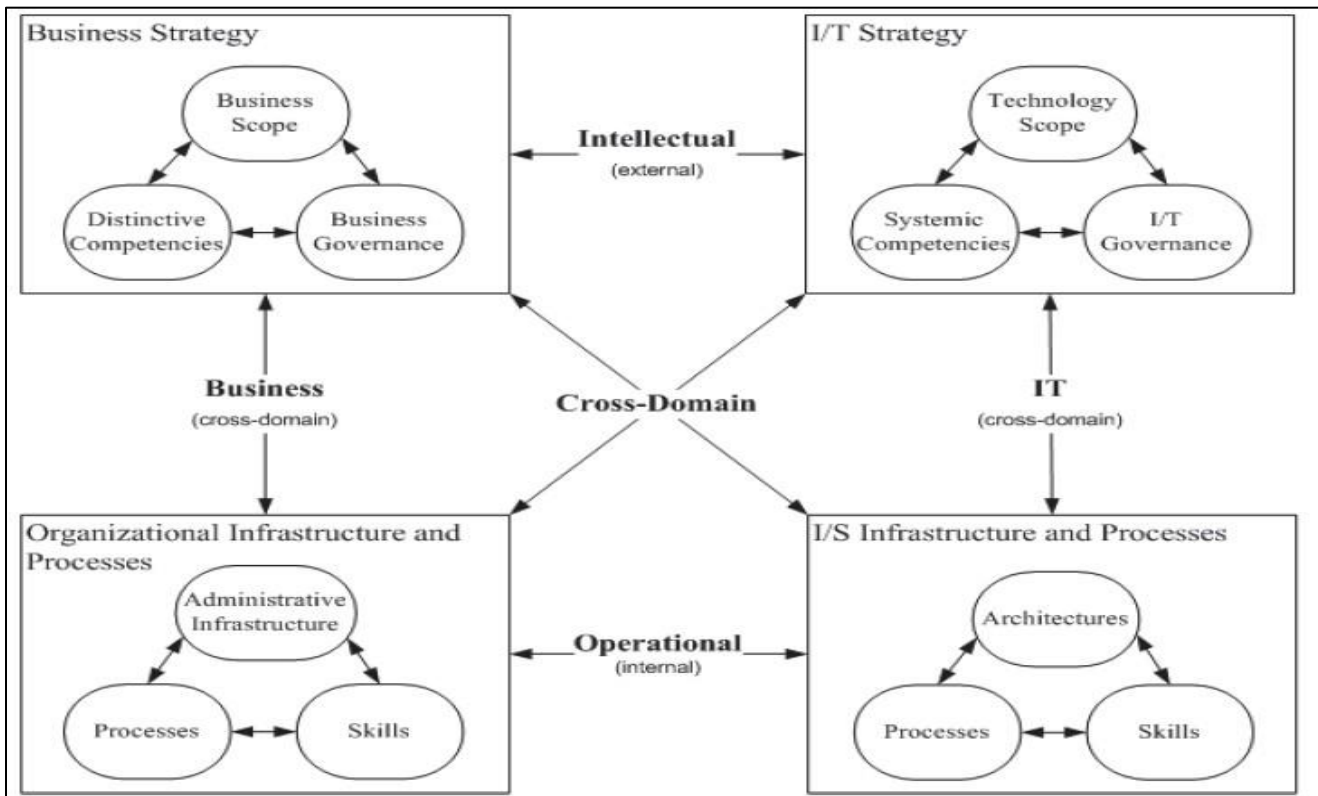 Business Strategy
Business
Scope
Distinctive
Competencies
Business
Governance
Intellectual
(external)
I/T Strategy
Technology
Scope
Systemic
Competencies
I/T
Governance
Business
(cross-domain)
Cross-Domain
IT
(cross-domain)
Organizational Infrastructure and
Processes
Administrative
Infrastructure
Processes
Skills
Operational
(internal)
I/S Infrastructure and Processes
Architectures
Processes
Skills